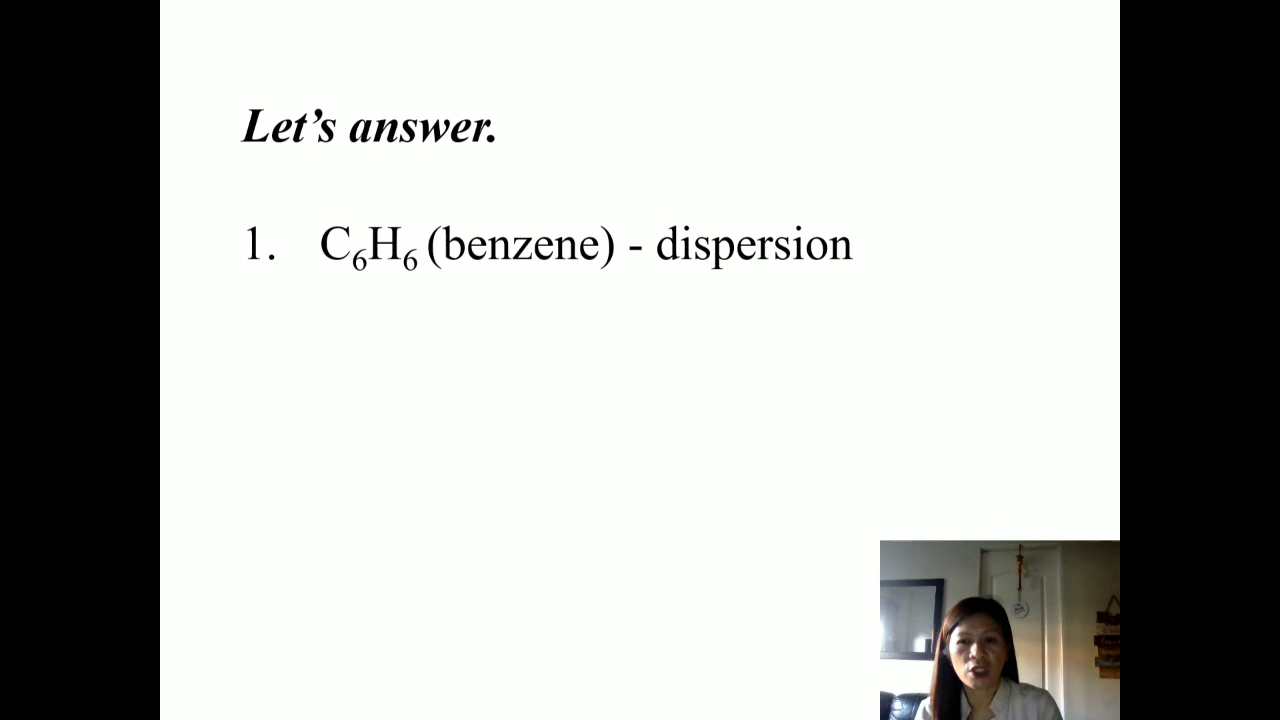 Let's answer.
1. C₆H₆ (benzene) - dispersion